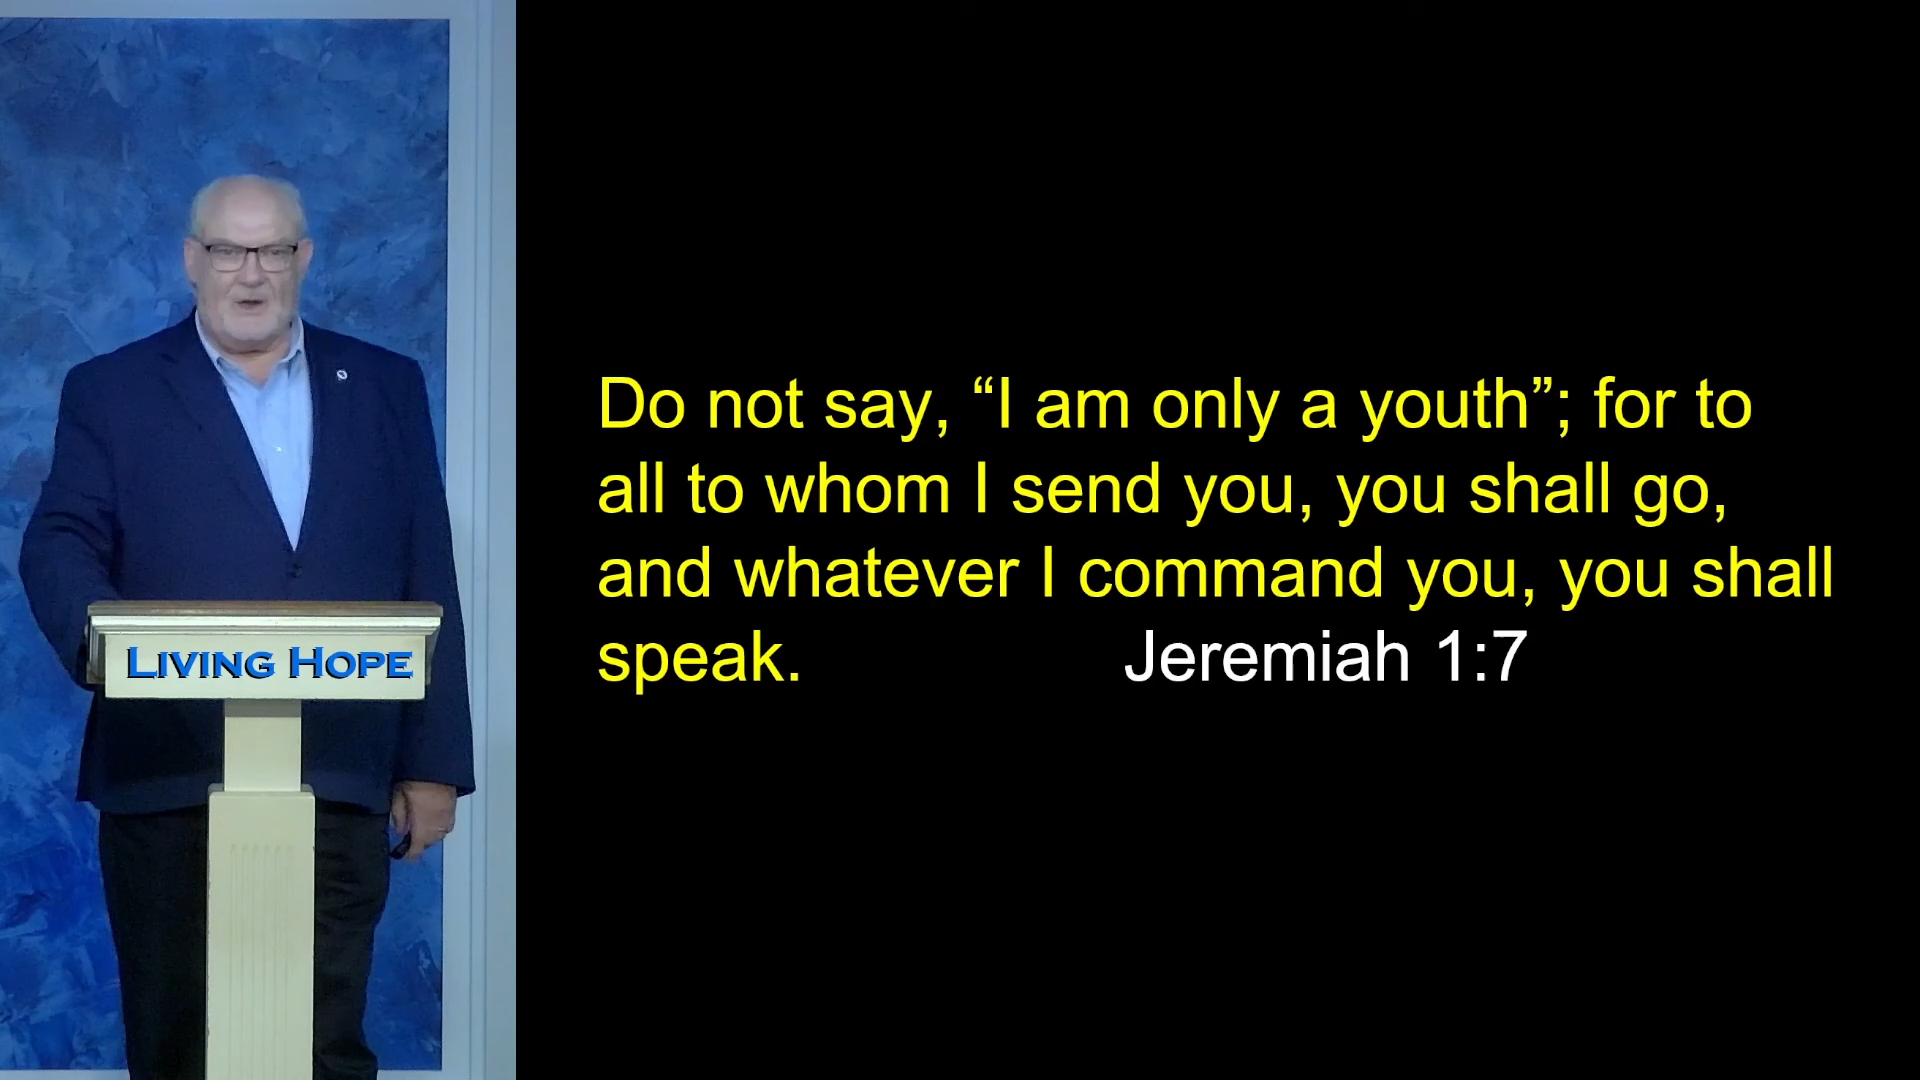 LIVING HOPE
Do not say, “I am only a youth”; for to
all to whom I send you, you shall go,
and whatever I command you, you shall
speak. Jeremiah 1:7